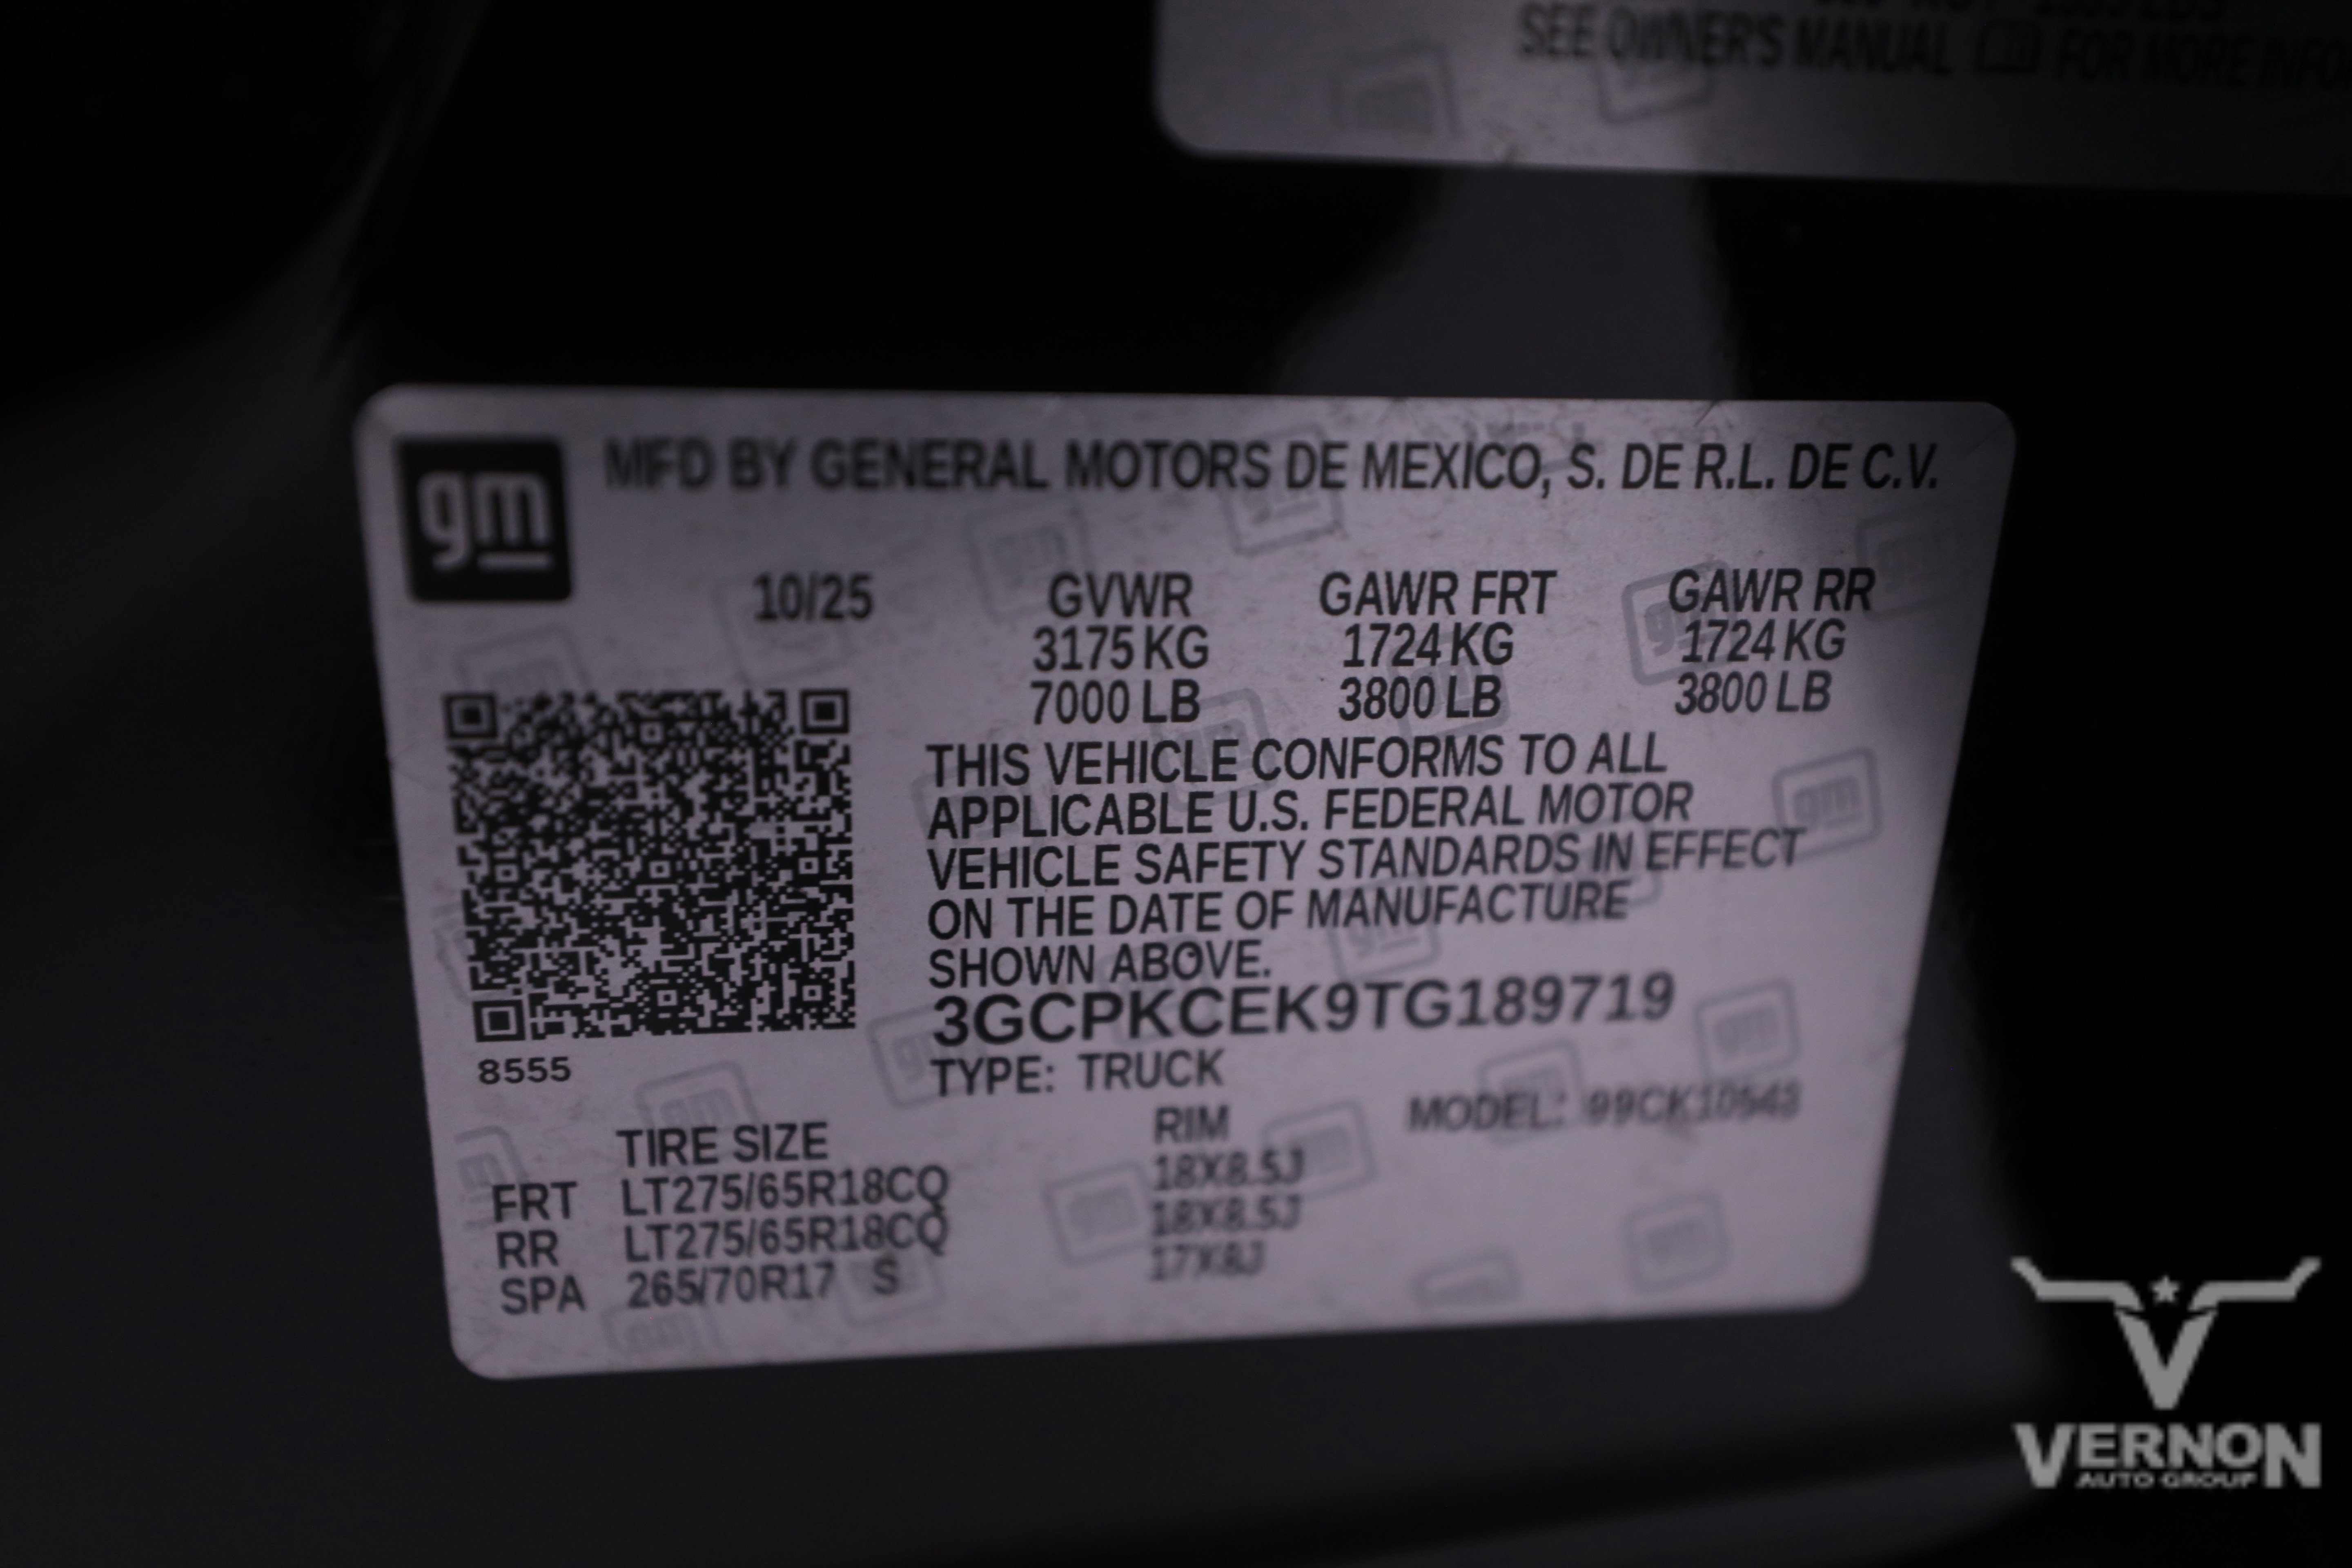 SEE OWNER'S MANUAL FOR MORE
gm
MFD BY GENERAL MOTORS DE MEXICO, S. DE R.L. DE C.V.
10/25 GVWR GAWR FRT GAWR RR
3175 KG 1724 KG 1724 KG
7000 LB 3800 LB 3800 LB
THIS VEHICLE CONFORMS TO ALL
APPLICABLE U.S. FEDERAL MOTOR
VEHICLE SAFETY STANDARDS IN EFFECT
ON THE DATE OF MANUFACTURE
SHOWN ABOVE.
3GCPKCEK9TG189719
8555
TYPE: TRUCK
MODEL: 99CK10543
TIRE SIZE RIM
FRT LT275/65R18CQ 18X8.5J
RR LT275/65R18CQ 18X8.5J
SPA 265/70R17 S 17X8J
VERNON
AUTO GROUP